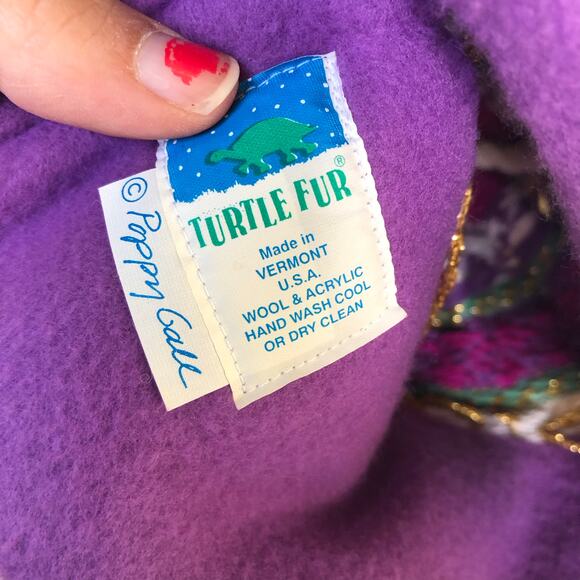 TURTLE FUR ®
Made in
VERMONT
U.S.A.
WOOL & ACRYLIC
HAND WASH COOL
OR DRY CLEAN
© Poppy Gall